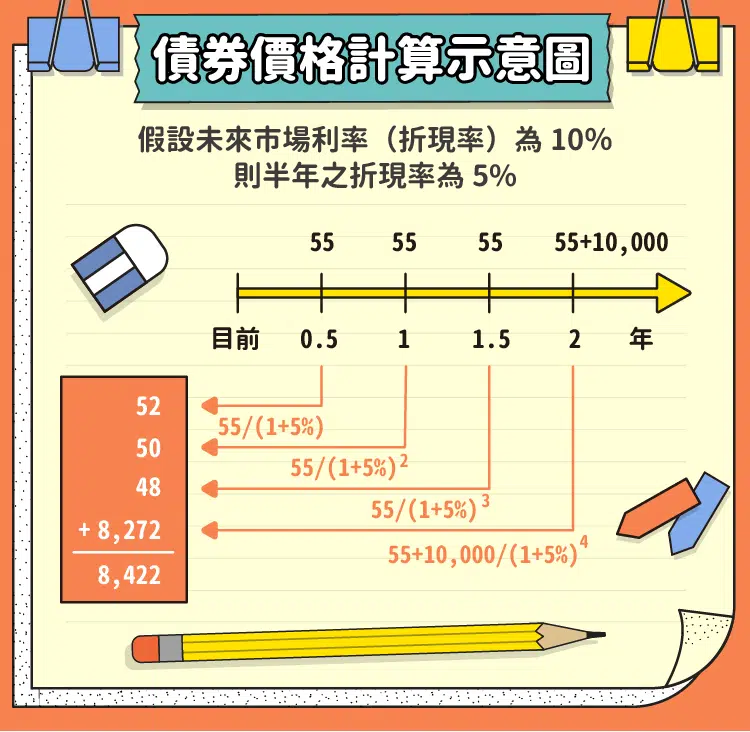 債券價格計算示意圖
假設未來市場利率（折現率）為 10%
則半年之折現率為 5%
55 55 55 55+10,000
目前 0.5 1 1.5 2 年
52
55/(1+5%)
50
55/(1+5%)²
48
55/(1+5%)³
+ 8,272
55+10,000/(1+5%)⁴
8,422